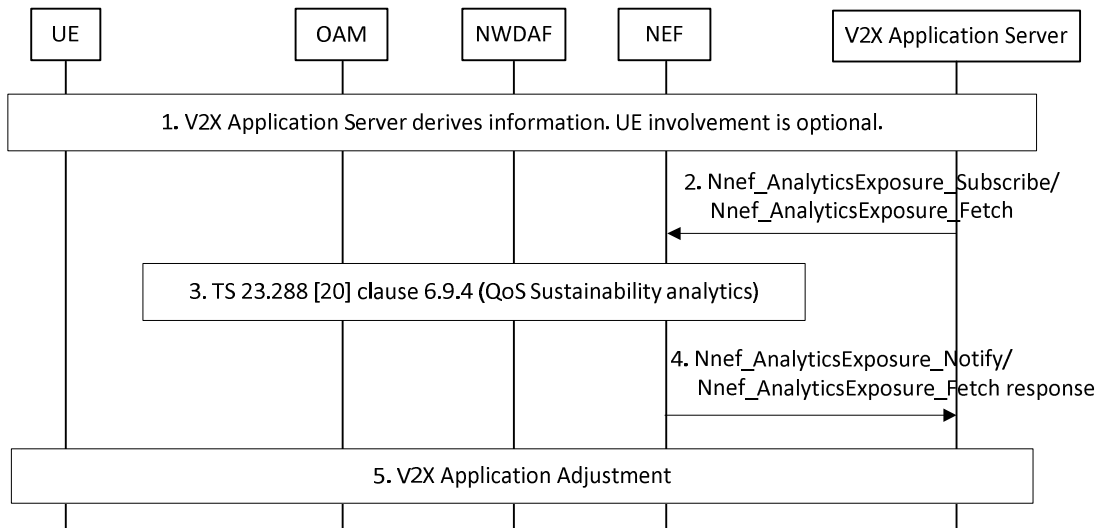 UE
OAM
NWDAF
NEF
V2X Application Server
1. V2X Application Server derives information. UE involvement is optional.
2. Nnef_AnalyticsExposure_Subscribe/
Nnef_AnalyticsExposure_Fetch
3. TS 23.288 [20] clause 6.9.4 (QoS Sustainability analytics)
4. Nnef_AnalyticsExposure_Notify/
Nnef_AnalyticsExposure_Fetch response
5. V2X Application Adjustment